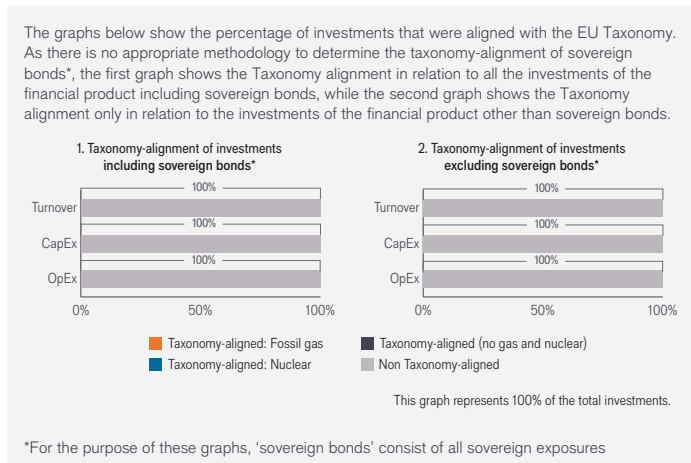 The graphs below show the percentage of investments that were aligned with the EU Taxonomy.
As there is no appropriate methodology to determine the taxonomy-alignment of sovereign
bonds*, the first graph shows the Taxonomy alignment in relation to all the investments of the
financial product including sovereign bonds, while the second graph shows the Taxonomy
alignment only in relation to the investments of the financial product other than sovereign bonds.
1. Taxonomy-alignment of investments
including sovereign bonds*
100%
Turnover
100%
CapEx
100%
OpEx
0% 50% 100%
2. Taxonomy-alignment of investments
excluding sovereign bonds*
100%
Turnover
100%
CapEx
100%
OpEx
0% 50% 100%
Taxonomy-aligned: Fossil gas
Taxonomy-aligned: Nuclear
Taxonomy-aligned (no gas and nuclear)
Non Taxonomy-aligned
This graph represents 100% of the total investments.
*For the purpose of these graphs, ‘sovereign bonds’ consist of all sovereign exposures